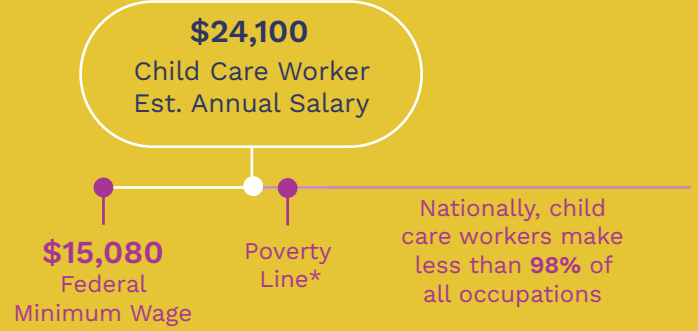 $24,100
Child Care Worker
Est. Annual Salary
$15,080
Federal
Minimum Wage
Poverty
Line*
Nationally, child
care workers make
less than 98% of
all occupations